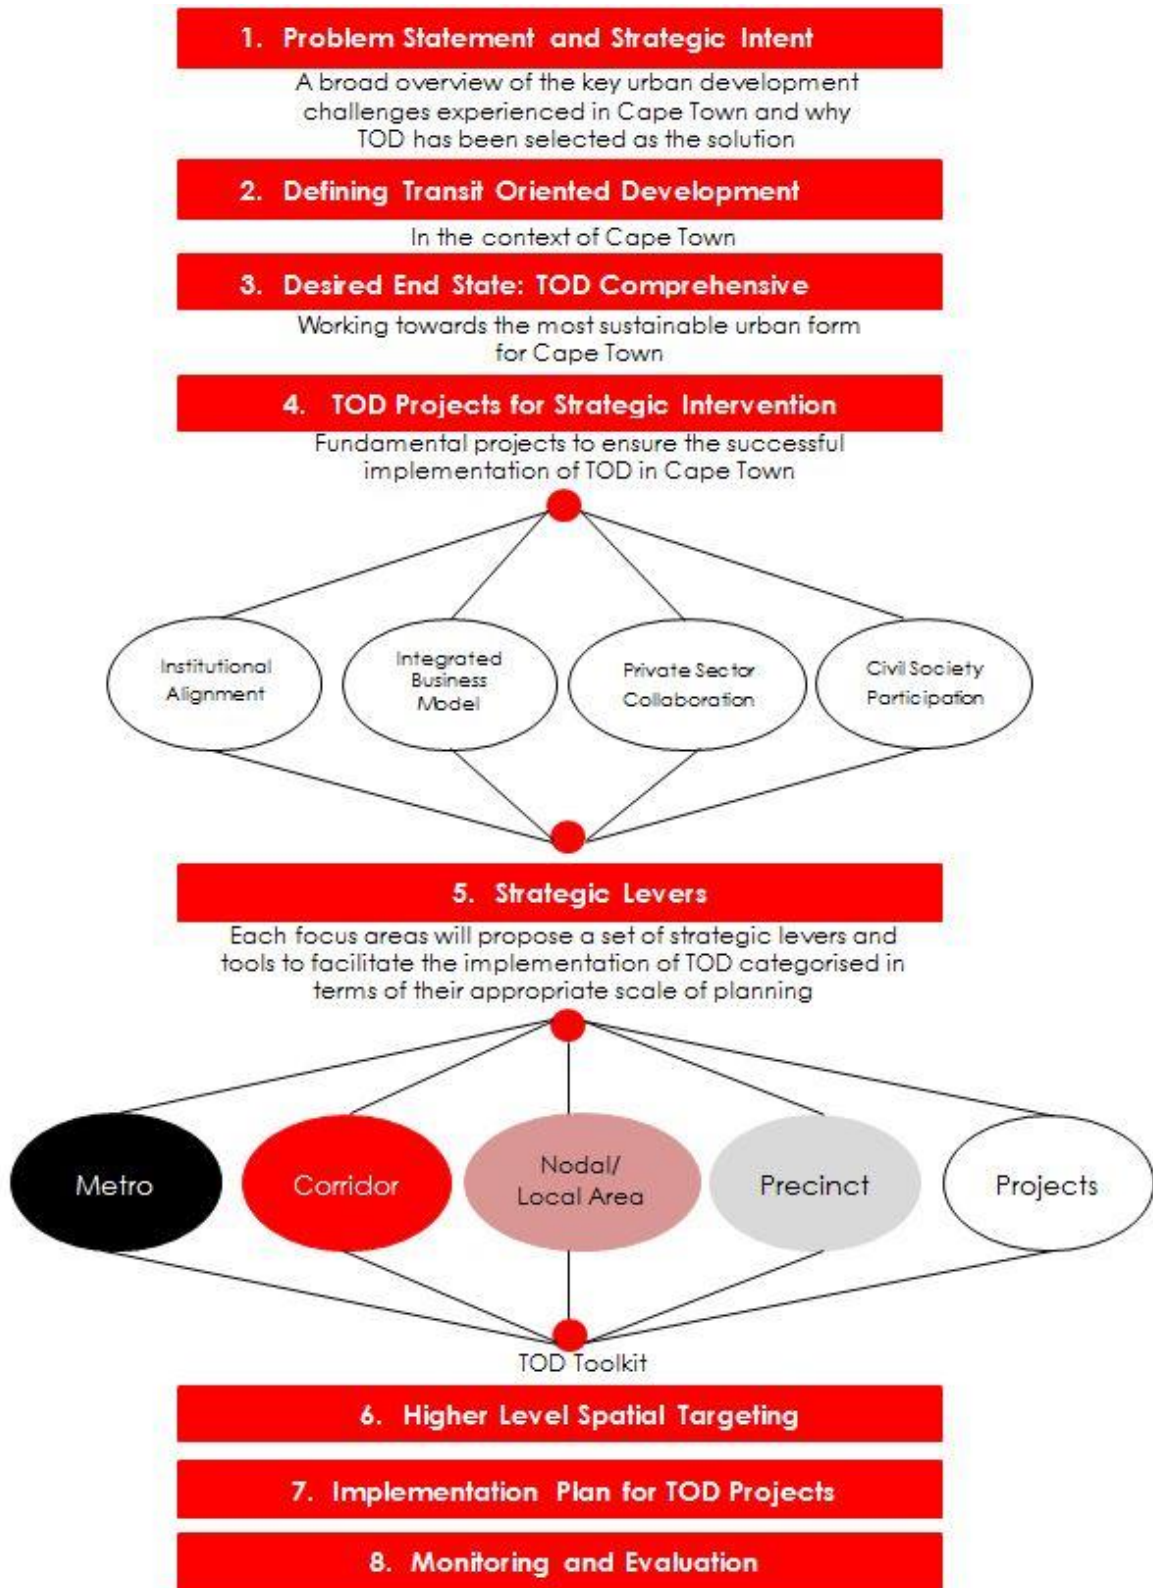 1. Problem Statement and Strategic Intent
A broad overview of the key urban development
challenges experienced in Cape Town and why
TOD has been selected as the solution
2. Defining Transit Oriented Development
In the context of Cape Town
3. Desired End State: TOD Comprehensive
Working towards the most sustainable urban form
for Cape Town
4. TOD Projects for Strategic Intervention
Fundamental projects to ensure the successful
implementation of TOD in Cape Town
Institutional
Alignment
Integrated
Business
Model
Private Sector
Collaboration
Civil Society
Participation
5. Strategic Levers
Each focus areas will propose a set of strategic levers and
tools to facilitate the implementation of TOD categorised in
terms of their appropriate scale of planning
Metro
Corridor
Nodal/
Local Area
Precinct
Projects
TOD Toolkit
6. Higher Level Spatial Targeting
7. Implementation Plan for TOD Projects
8. Monitoring and Evaluation